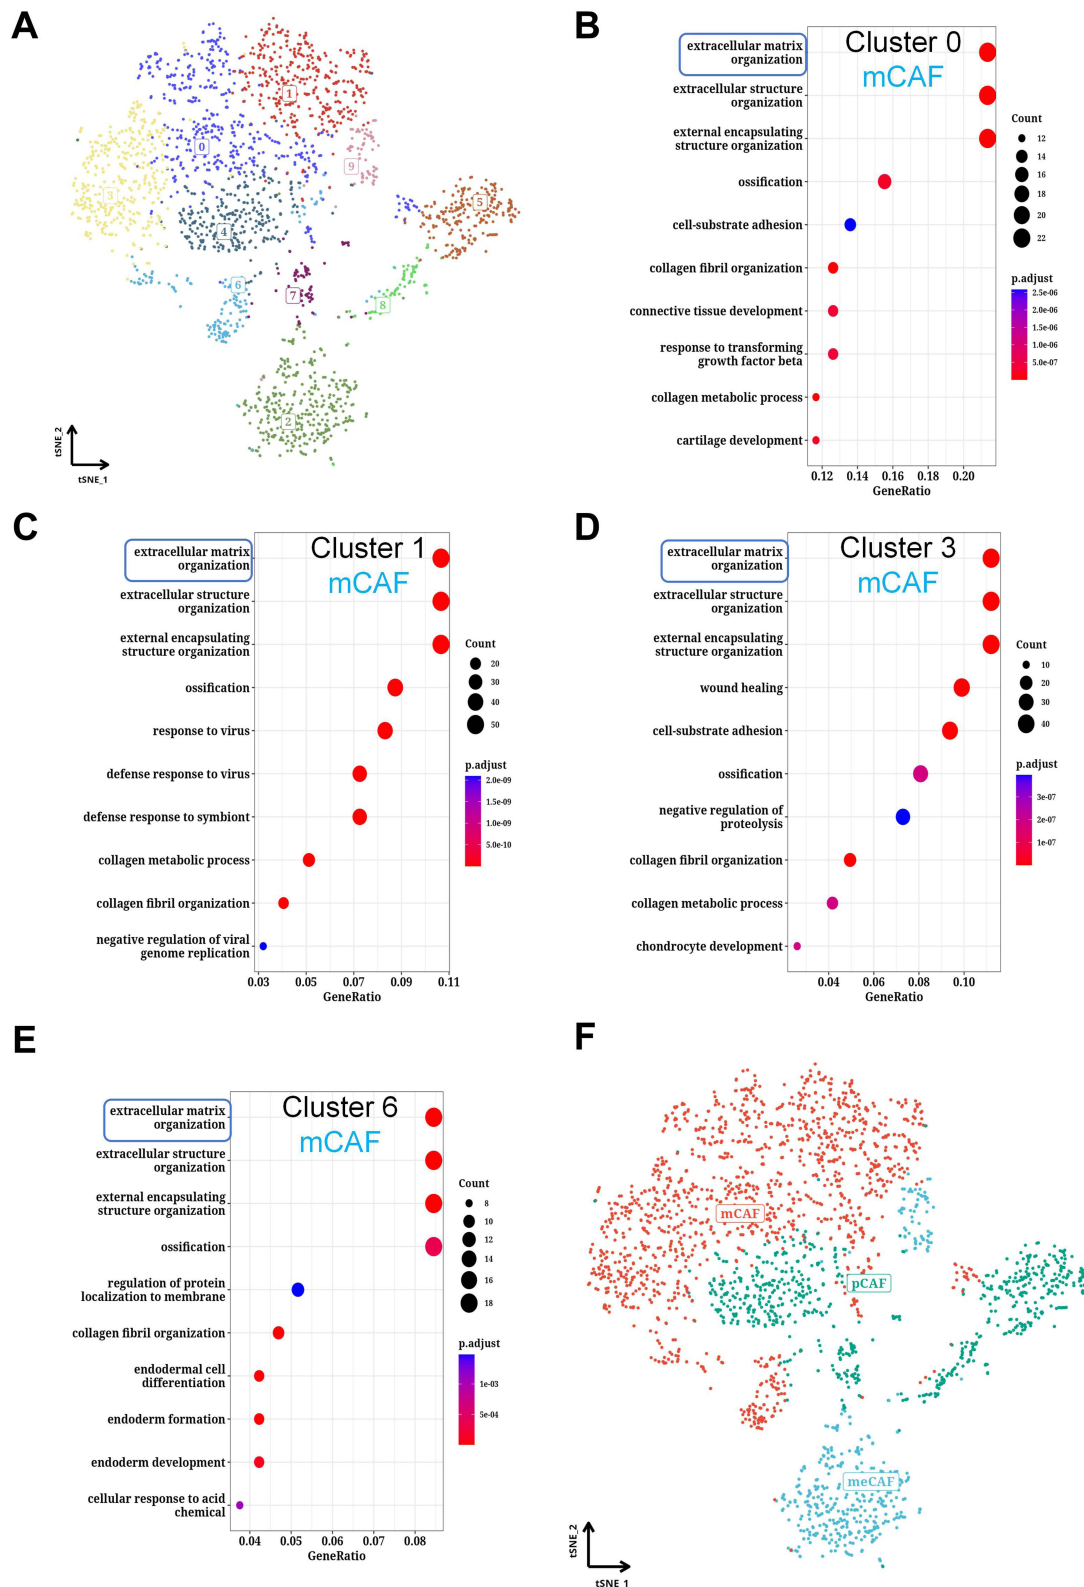 A
1
0
9
3
5
4
6
7
8
2
tSNE_2
tSNE_1
B
Cluster 0
mCAF
extracellular matrix
organization
extracellular structure
organization
external encapsulating
structure organization
ossification
cell-substrate adhesion
collagen fibril organization
connective tissue development
response to transforming
growth factor beta
collagen metabolic process
cartilage development
0.12 0.14 0.16 0.18 0.20
GeneRatio
Count
12
14
16
18
20
22
p.adjust
2.5e-06
2.0e-06
1.5e-06
1.0e-06
5.0e-07
C
Cluster 1
mCAF
extracellular matrix
organization
extracellular structure
organization
external encapsulating
structure organization
ossification
response to virus
defense response to virus
defense response to symbiont
collagen metabolic process
collagen fibril organization
negative regulation of viral
genome replication
0.03 0.05 0.07 0.09 0.11
GeneRatio
Count
20
30
40
50
p.adjust
2.0e-09
1.5e-09
1.0e-09
5.0e-10
D
Cluster 3
mCAF
extracellular matrix
organization
extracellular structure
organization
external encapsulating
structure organization
wound healing
cell-substrate adhesion
ossification
negative regulation of
proteolysis
collagen fibril organization
collagen metabolic process
chondrocyte development
0.04 0.06 0.08 0.10
GeneRatio
Count
10
20
30
40
p.adjust
3e-07
2e-07
1e-07
E
Cluster 6
mCAF
extracellular matrix
organization
extracellular structure
organization
external encapsulating
structure organization
ossification
regulation of protein
localization to membrane
collagen fibril organization
endodermal cell
differentiation
endoderm formation
endoderm development
cellular response to acid
chemical
0.04 0.05 0.06 0.07 0.08
GeneRatio
Count
8
10
12
14
16
18
p.adjust
1e-03
5e-04
F
mCAF
pCAF
meCAF
tSNE_2
tSNE_1